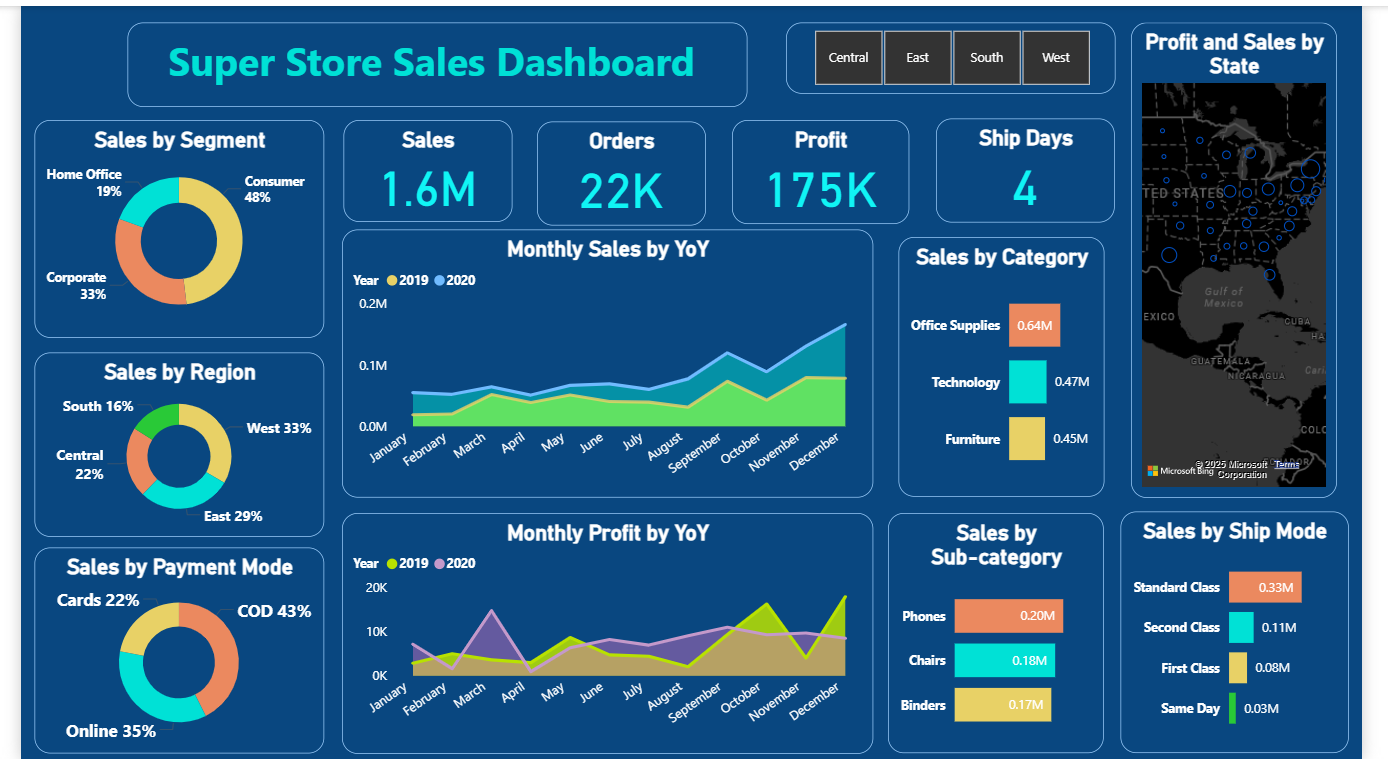 Super Store Sales Dashboard
Central
East
South
West
Profit and Sales by
State
Sales by Segment
Home Office
19%
Consumer
48%
Corporate
33%
Sales
1.6M
Orders
22K
Profit
175K
Ship Days
4
TED STATES
Gulf of
Mexico
EXICO
CUBA
HA
GUATEMALA
Cari
NICARAGUA
COLO
Microsoft Bing
© 2025 Microsoft
Corporation
Terms
Monthly Sales by YoY
Year 2019 2020
0.2M
0.1M
0.0M
January
February
March
April
May
June
July
August
September
October
November
December
Sales by Category
Office Supplies 0.64M
Technology 0.47M
Furniture 0.45M
Sales by Region
South 16%
West 33%
Central
22%
East 29%
Monthly Profit by YoY
Year 2019 2020
20K
10K
0K
January
February
March
April
May
June
July
August
September
October
November
December
Sales by
Sub-category
Phones 0.20M
Chairs 0.18M
Binders 0.17M
Sales by Ship Mode
Standard Class 0.33M
Second Class 0.11M
First Class 0.08M
Same Day 0.03M
Sales by Payment Mode
Cards 22%
COD 43%
Online 35%